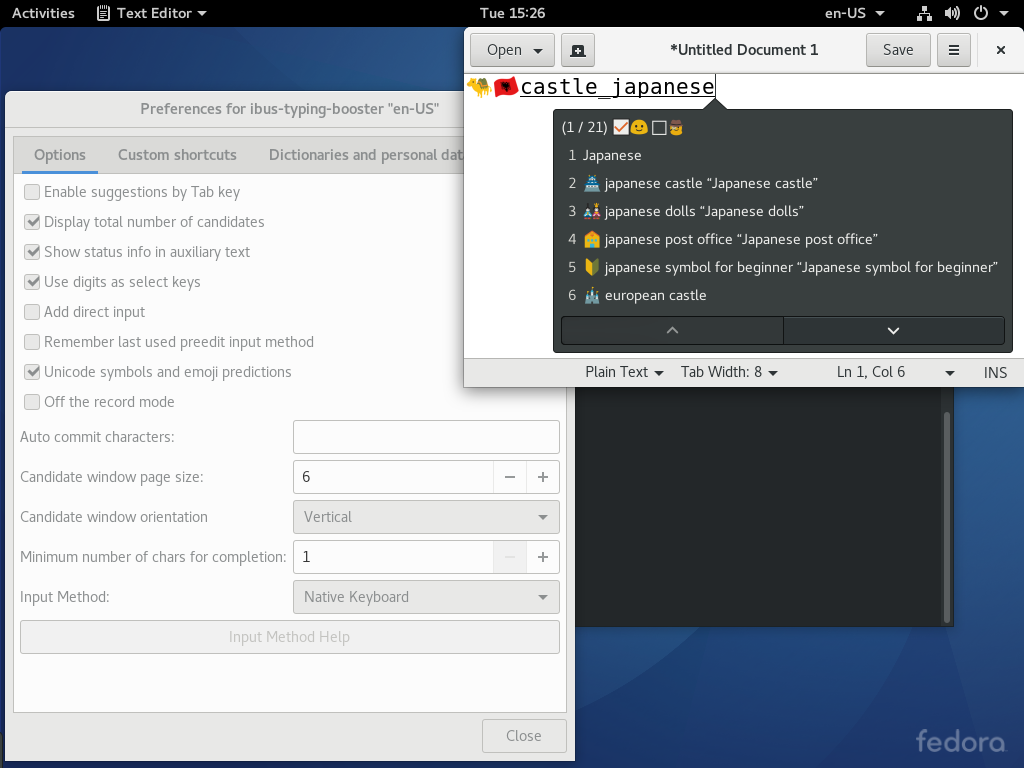 Activities Text Editor Tue 15:26 en-US
Open *Untitled Document 1 Save
🐫🇦🇱castle_japanese
(1 / 21)
1 Japanese
2 🏯 japanese castle “Japanese castle”
3 🎎 japanese dolls “Japanese dolls”
4 🏣 japanese post office “Japanese post office”
5 🔰 japanese symbol for beginner “Japanese symbol for beginner”
6 🏰 european castle
Plain Text Tab Width: 8 Ln 1, Col 6 INS
Preferences for ibus-typing-booster "en-US"
Options Custom shortcuts Dictionaries and personal dat
Enable suggestions by Tab key
Display total number of candidates
Show status info in auxiliary text
Use digits as select keys
Add direct input
Remember last used preedit input method
Unicode symbols and emoji predictions
Off the record mode
Auto commit characters:
Candidate window page size: 6
Candidate window orientation Vertical
Minimum number of chars for completion: 1
Input Method: Native Keyboard
Input Method Help
Close
fedora